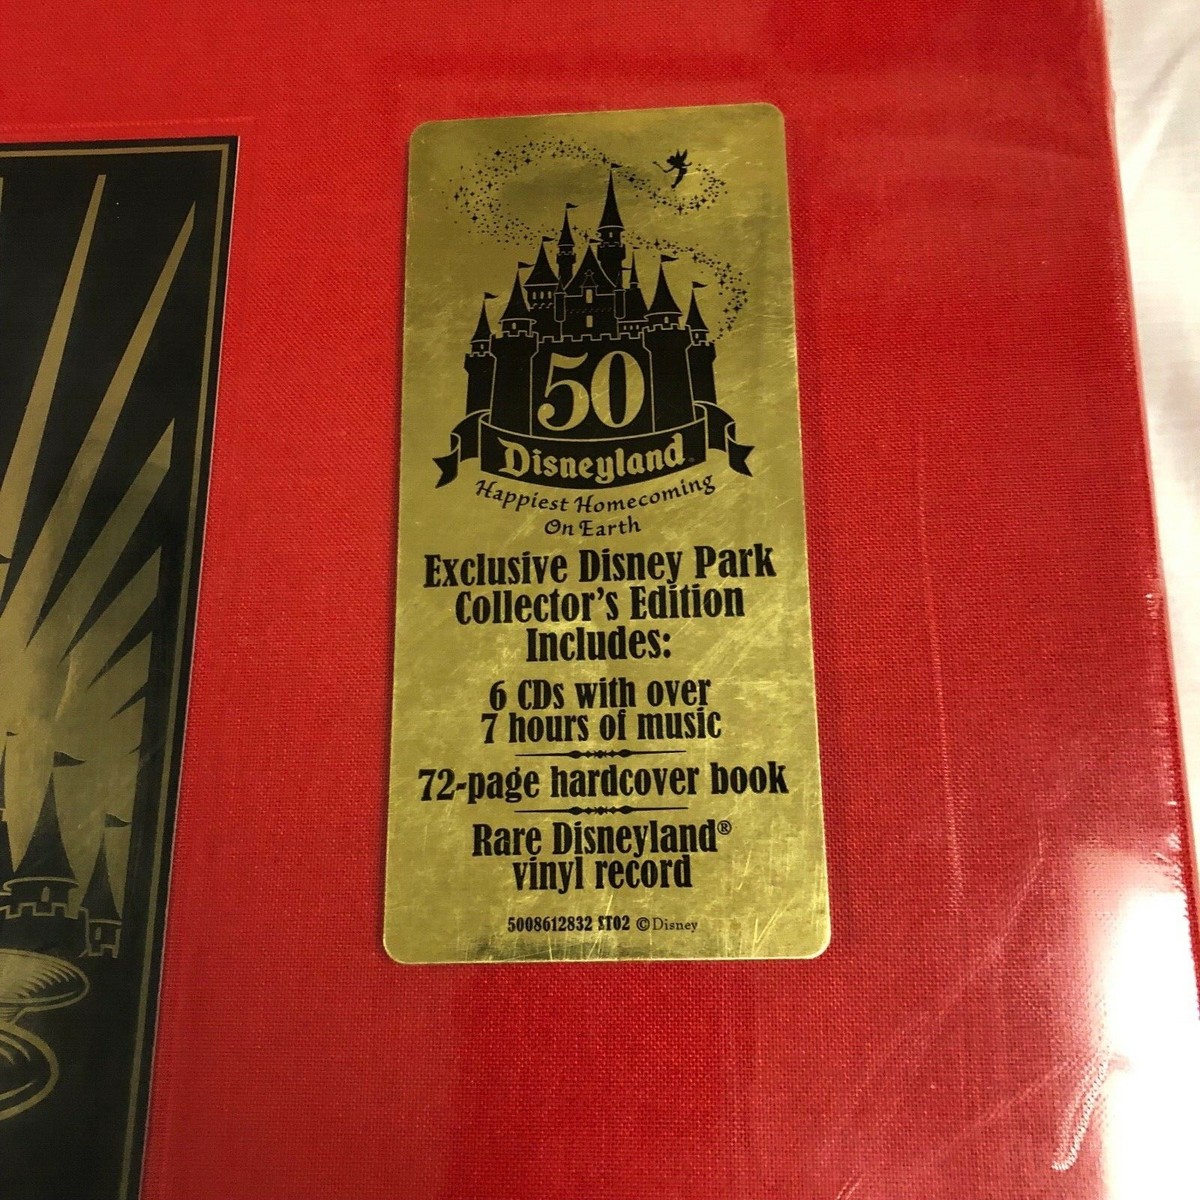 50
Disneyland®
Happiest Homecoming
On Earth
Exclusive Disney Park
Collector's Edition
Includes:
6 CDs with over
7 hours of music
72-page hardcover book
Rare Disneyland®
vinyl record
5008612832 ST02 ©Disney